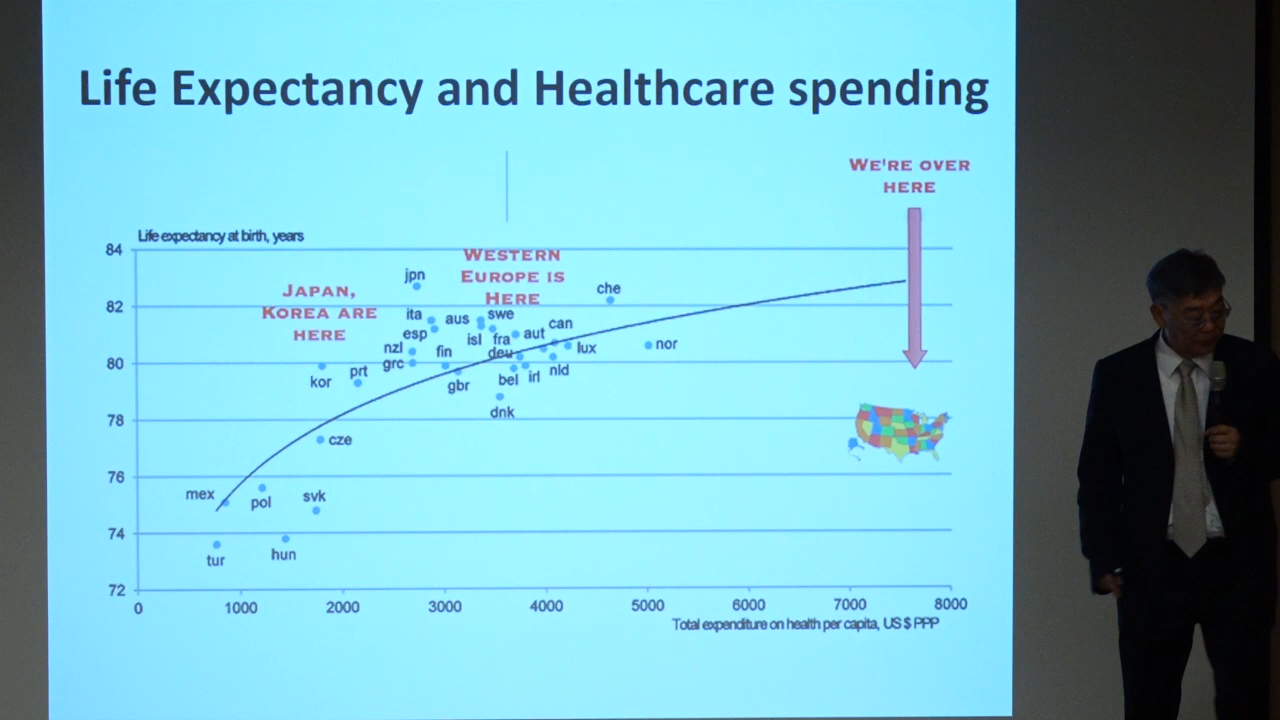 Life Expectancy and Healthcare spending
WE'RE OVER
HERE
Life expectancy at birth, years
84
82
80
78
76
74
72
WESTERN
EUROPE IS
HERE
JAPAN,
KOREA ARE
HERE
jpn
che
ita
aus
swe
can
esp
isl
fra
aut
nzl
fin
deu
lux
nor
grc
kor
prt
gbr
bel
irl
nld
dnk
cze
mex
pol
svk
tur
hun
0 1000 2000 3000 4000 5000 6000 7000 8000
Total expenditure on health per capita, US $ PPP